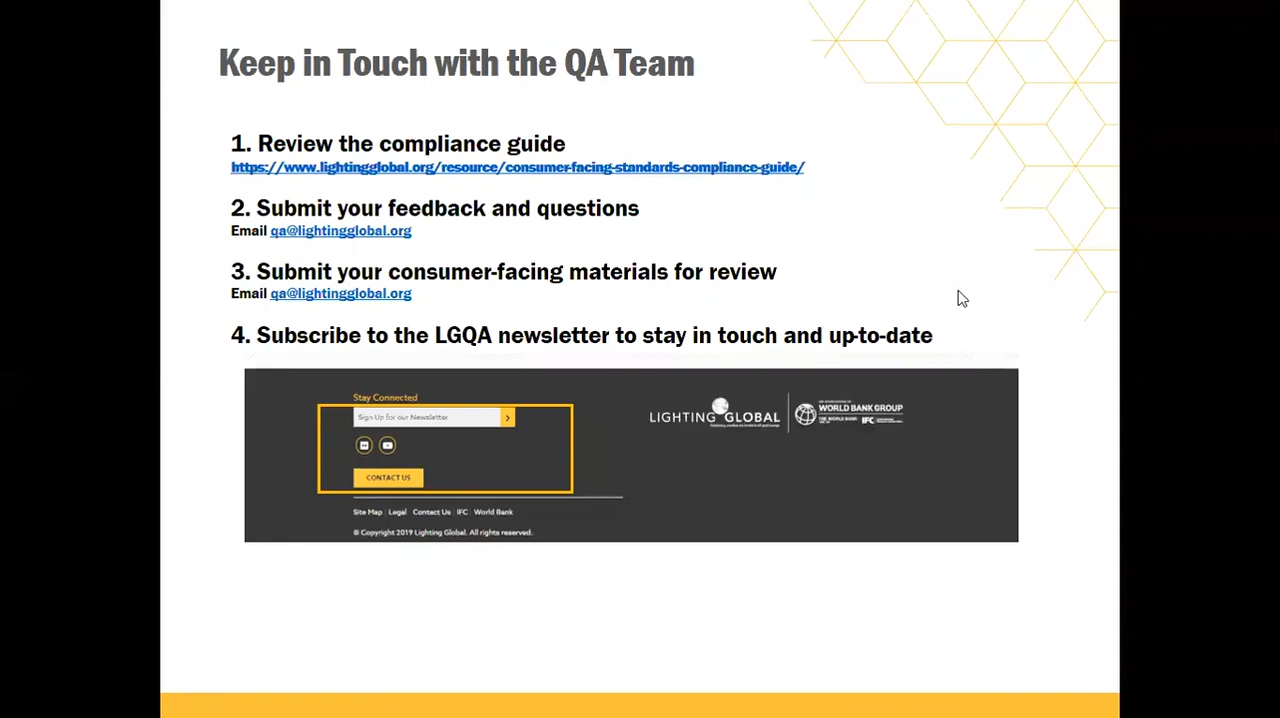 Keep in Touch with the QA Team
1. Review the compliance guide
https://www.lightingglobal.org/resource/consumer-facing-standards-compliance-guide/
2. Submit your feedback and questions
Email qa@lightingglobal.org
3. Submit your consumer-facing materials for review
Email qa@lightingglobal.org
4. Subscribe to the LGQA newsletter to stay in touch and up-to-date
Stay Connected
Sign Up for our Newsletter
CONTACT US
Site Map | Legal Contact Us | IFC | World Bank
© Copyright 2019 Lighting Global. All rights reserved.
LIGHTING GLOBAL
WORLD BANK GROUP
THE WORLD BANK IFC